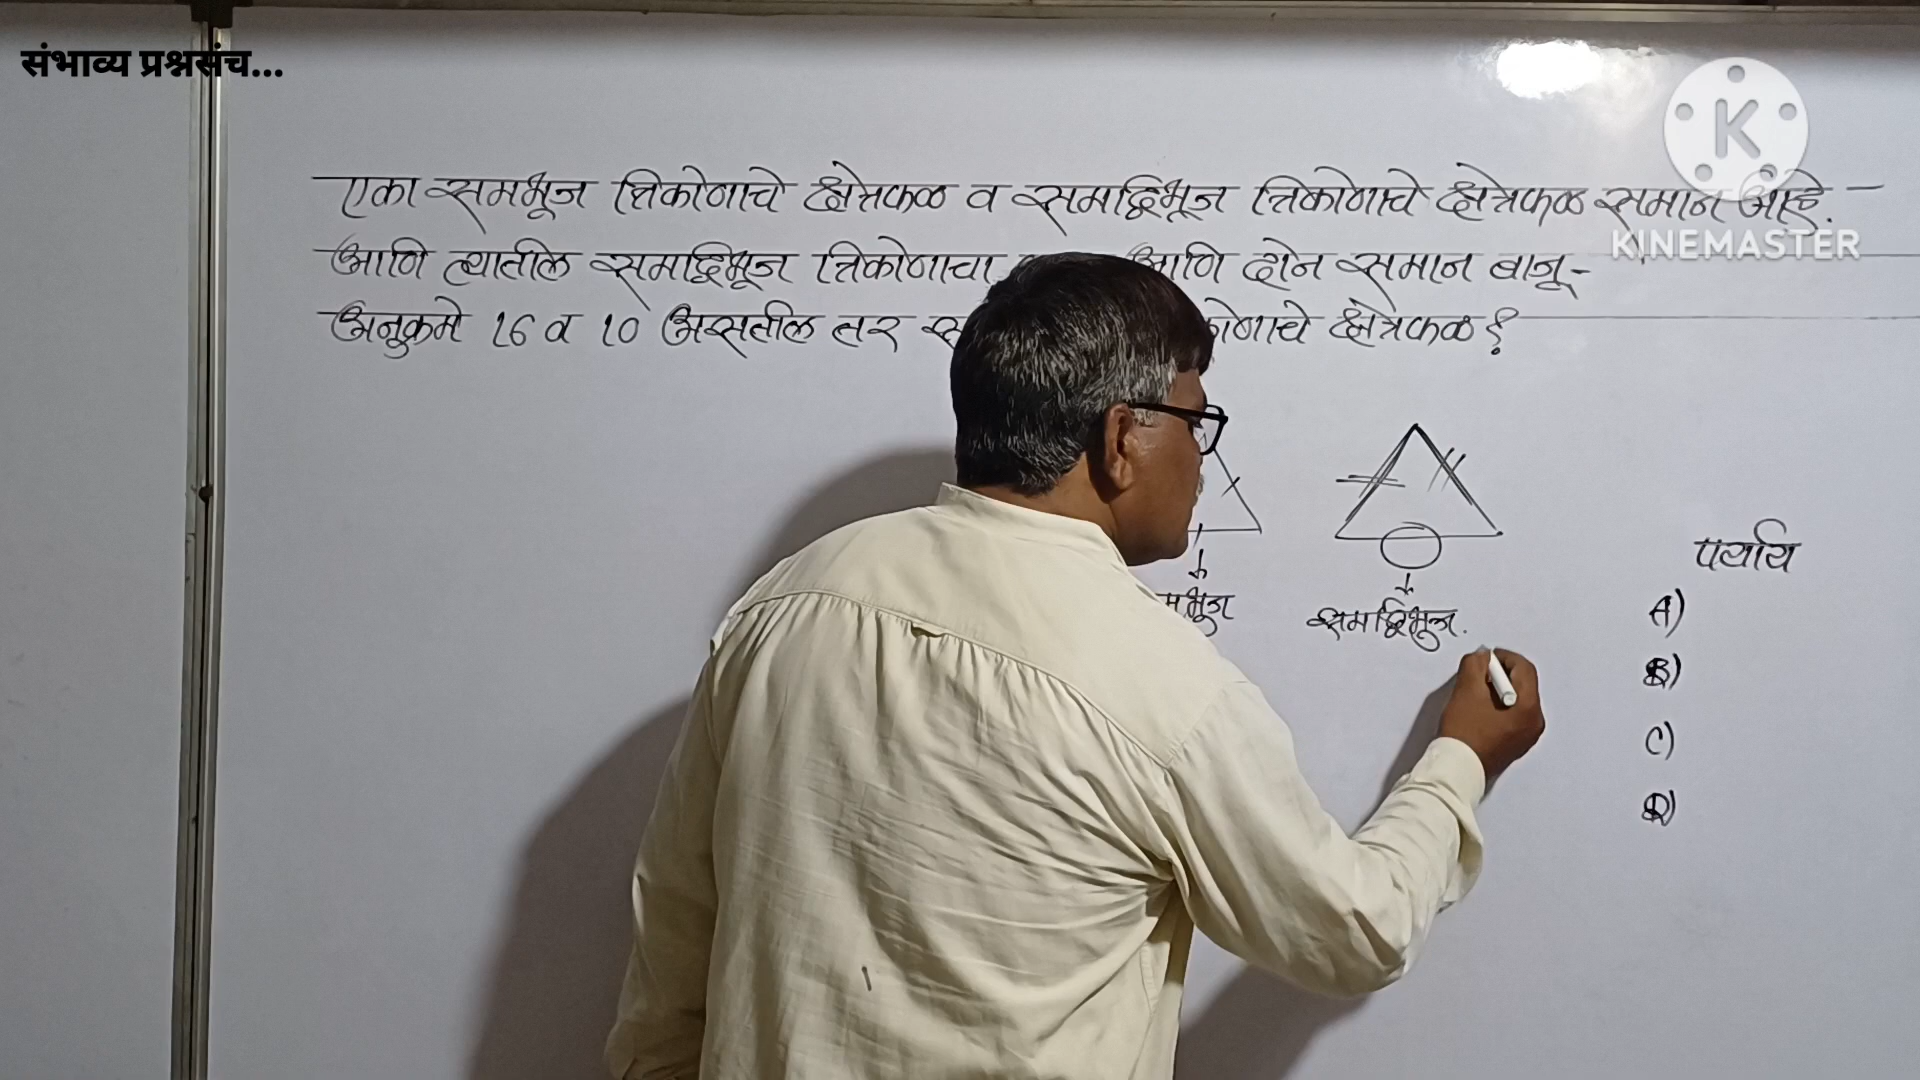 संभाव्य प्रश्नसंच...
K
KINEMASTER
एका समभूज त्रिकोणाचे क्षेत्रफळ व समद्विभूज त्रिकोणाचे क्षेत्रफळ समान आहे.
आणि त्यातील समद्विभूज त्रिकोणाचा आणि दोन समान बाजू-
अनुक्रमे 16 व 10 असतील तर क्षेत्रफळ?
समद्विभूज.
पर्याय
A)
B)
C)
D)